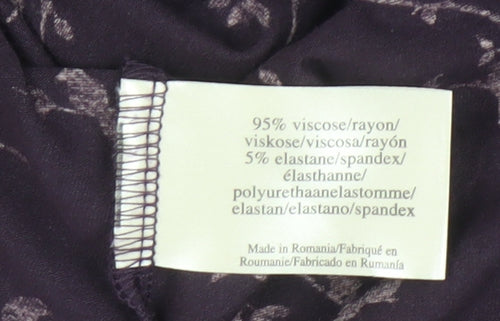 95% viscose/rayon/
viskose/viscosa/rayón
5% elastane/spandex/
élasthanne/
polyurethaanelastomme/
elastan/elastano/spandex
Made in Romania/Fabriqué en
Roumanie/Fabricado en Rumanía